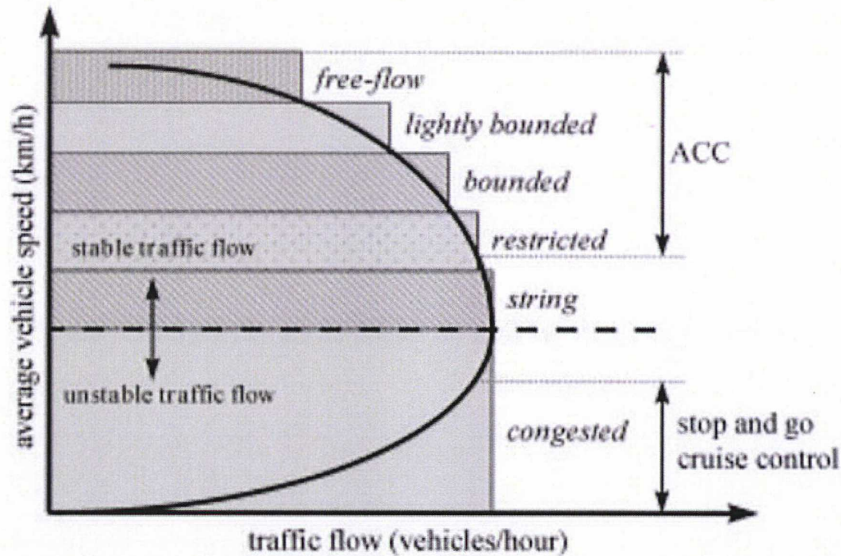 free-flow
lightly bounded
ACC
bounded
restricted
stable traffic flow
string
unstable traffic flow
congested
stop and go
cruise control
average vehicle speed (km/h)
traffic flow (vehicles/hour)